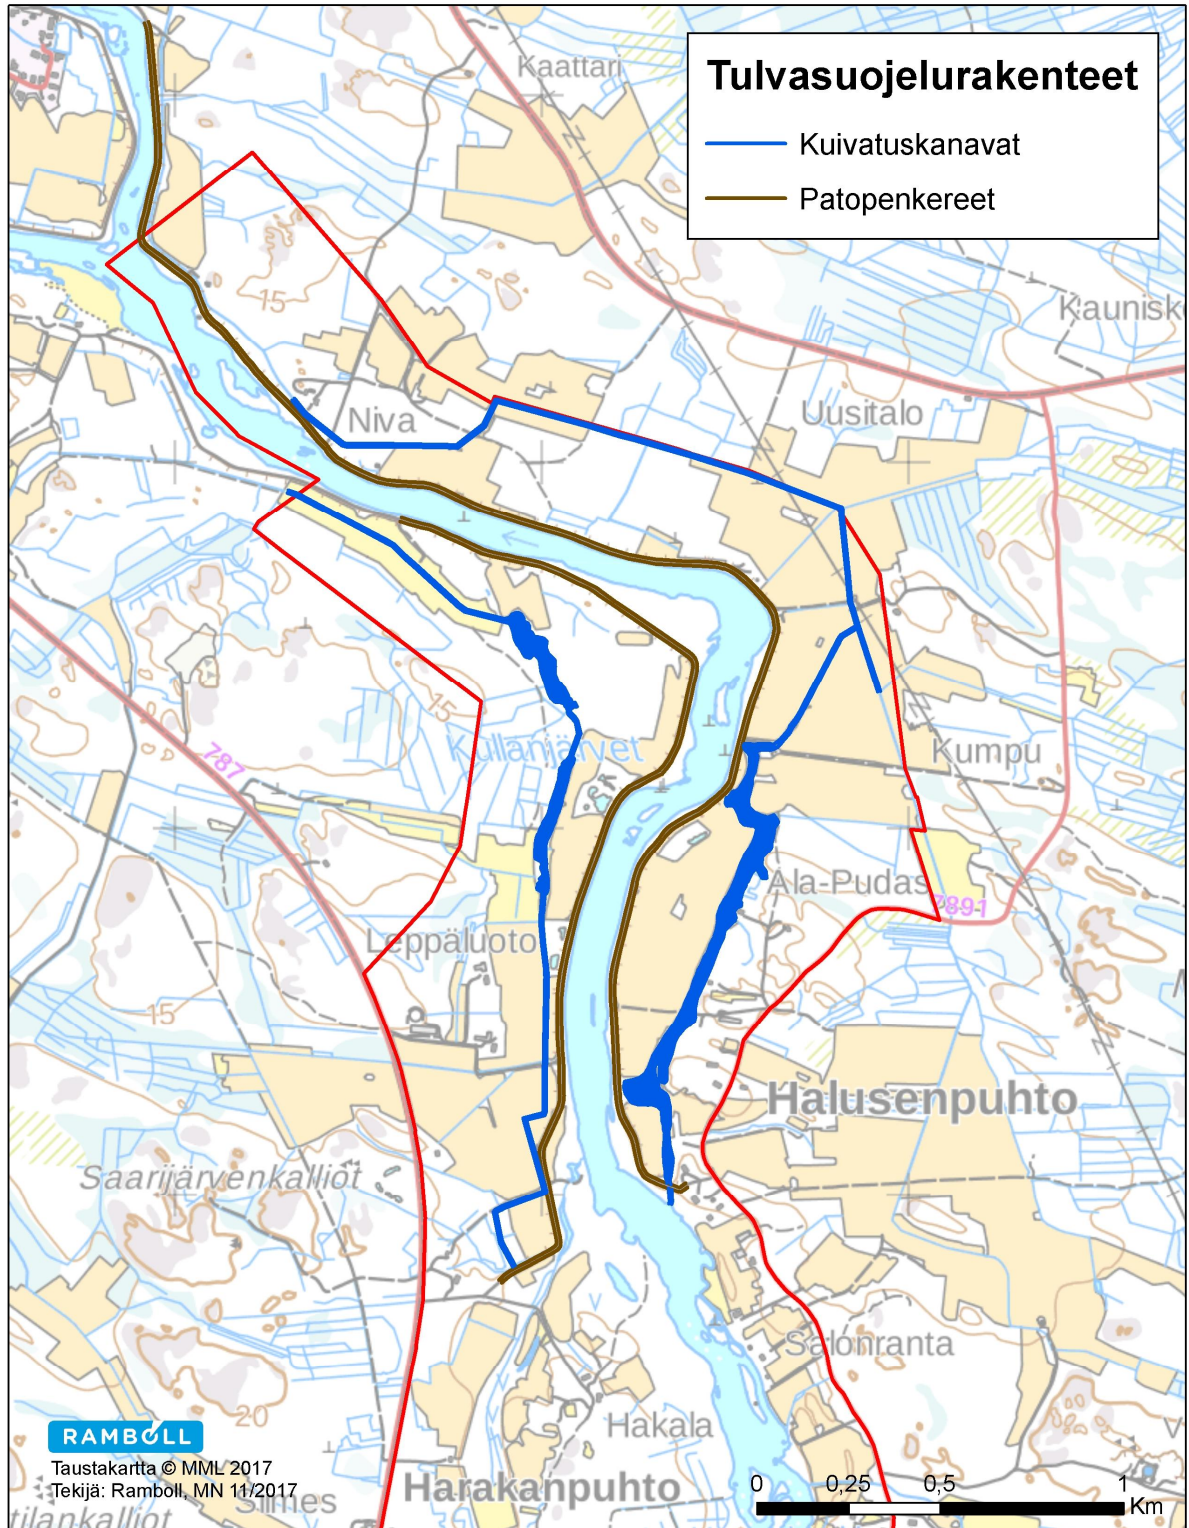 Tulvasuojelurakenteet
Kuivatuskanavat
Patopenkereet
Kaattari
Kaunisk
15
Niva
Uusitalo
15
787
Kullanjärvet
Kumpu
Ala-Pudas
7891
Leppäluoto
15
Halusenpuhto
Saarijärvenkalliot
Salonranta
20
Hakala
Harakanpuhto
Siimes
tilankalliot
RAMBOLL
Taustakartta © MML 2017
Tekijä: Ramboll, MN 11/2017
0 0,25 0,5 1
Km